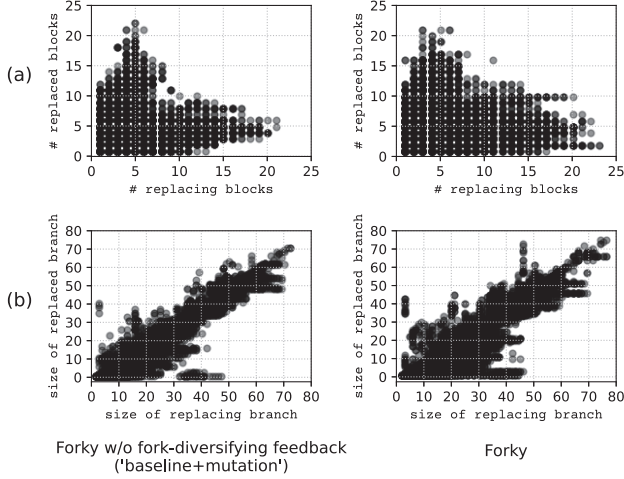 (a)
# replaced blocks
25
20
15
10
5
0
0 5 10 15 20 25
# replacing blocks
# replaced blocks
25
20
15
10
5
0
0 5 10 15 20 25
# replacing blocks
(b)
size of replaced branch
80
70
60
50
40
30
20
10
0
0 10 20 30 40 50 60 70 80
size of replacing branch
size of replaced branch
80
70
60
50
40
30
20
10
0
0 10 20 30 40 50 60 70 80
size of replacing branch
Forky w/o fork-diversifying feedback
('baseline+mutation')
Forky